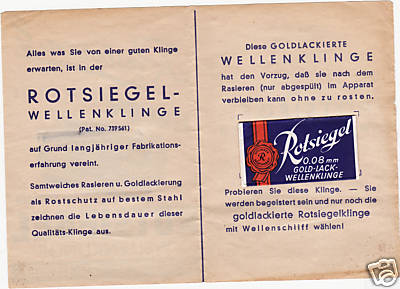 Alles was Sie von einer guten Klinge
erwarten, ist in der
ROTSIEGEL-
WELLENKLINGE
(Pat. No. 739561)
auf Grund langjähriger Fabrikations-
erfahrung vereint.
Samtweiches Rasieren u. Goldlackierung
als Rostschutz auf bestem Stahl
zeichnen die Lebensdauer dieser
Qualitäts-Klinge aus.
Diese GOLDLACKIERTE
WELLENKLINGE
hat den Vorzug, daß sie nach dem
Rasieren (nur abgespült) im Apparat
verbleiben kann ohne zu rosten.
R
Rotsiegel
0.08 mm
GOLD-LACK-
WELLENKLINGE
Probieren Sie diese Klinge. — Sie
werden begeistert sein und nur noch die
goldlackierte Rotsiegelklinge
mit Wellenschliff wählen!